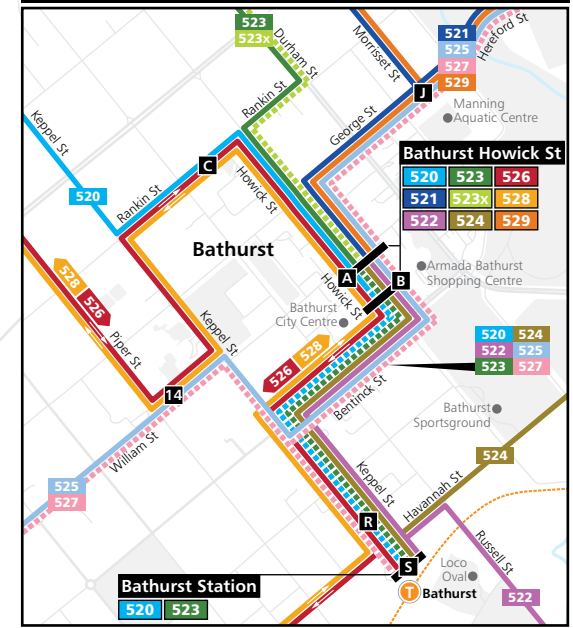 523
523x
Durham St
Morrisset St
521
525
527
529
Hereford St
Rankin St
Keppel St
George St
J
Manning
Aquatic Centre
C
Bathurst Howick St
520 523 526
521 523x 528
522 524 529
520
Rankin St
Howick St
Bathurst
A
B
Armada Bathurst
Shopping Centre
528
526
Piper St
Howick St
Bathurst
City Centre
Keppel St
528
526
520 524
522 525
523 527
Bentinck St
14
Bathurst
Sportsground
William St
524
Keppel St
Havannah St
525
527
R
Russell St
S
Loco
Oval
Bathurst Station
520 523
T Bathurst
522